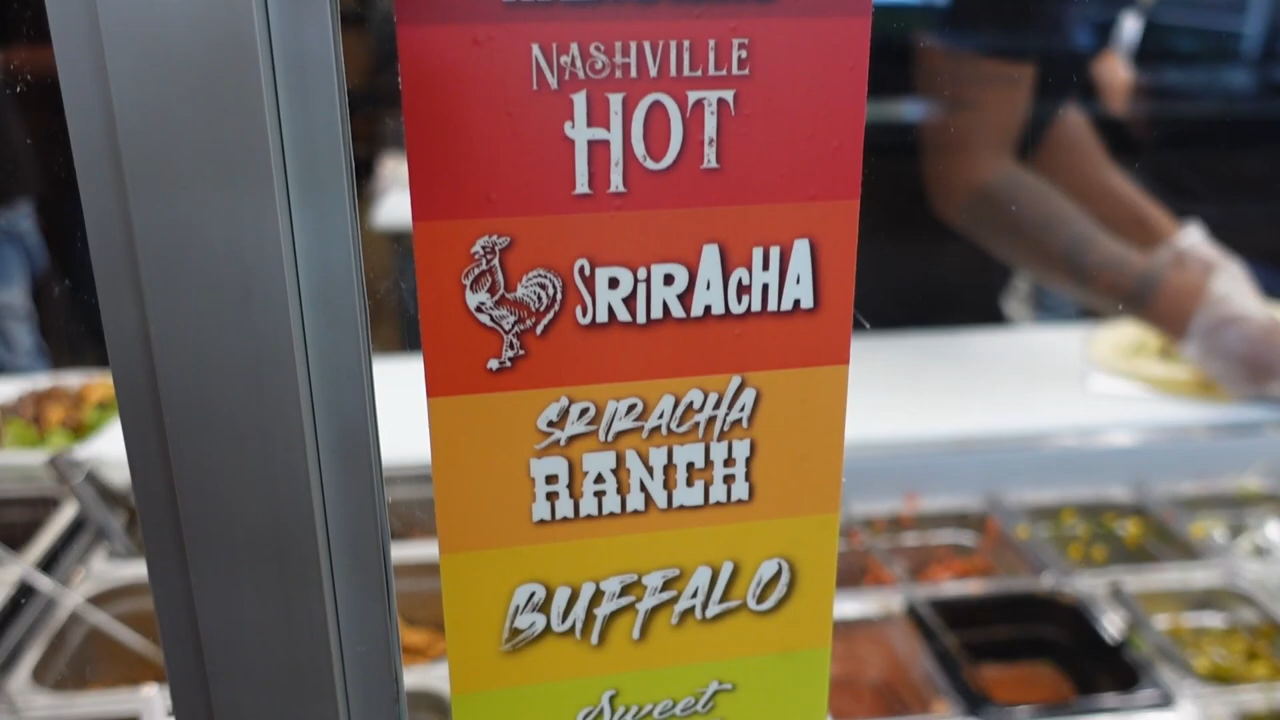 NASHVILLE
HOT
SRiRAcHA
SRIRACHA
RANCH
BUFFALO
Sweet